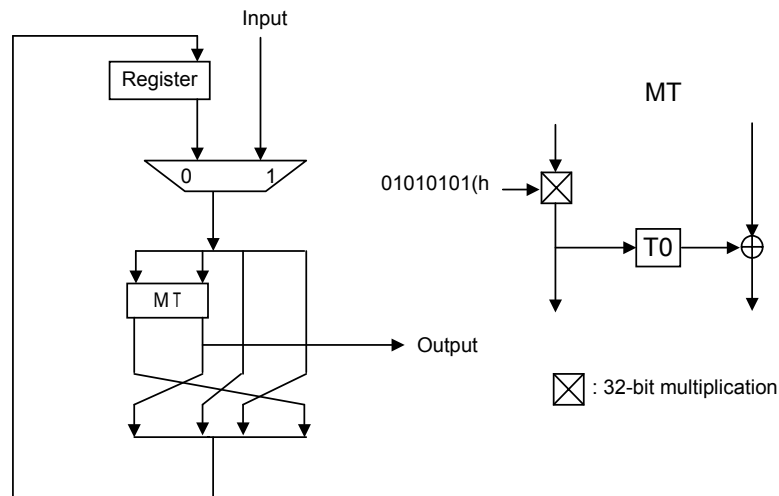 Input
Register
MT
0 1
01010101(h
T0
MT
Output
: 32-bit multiplication